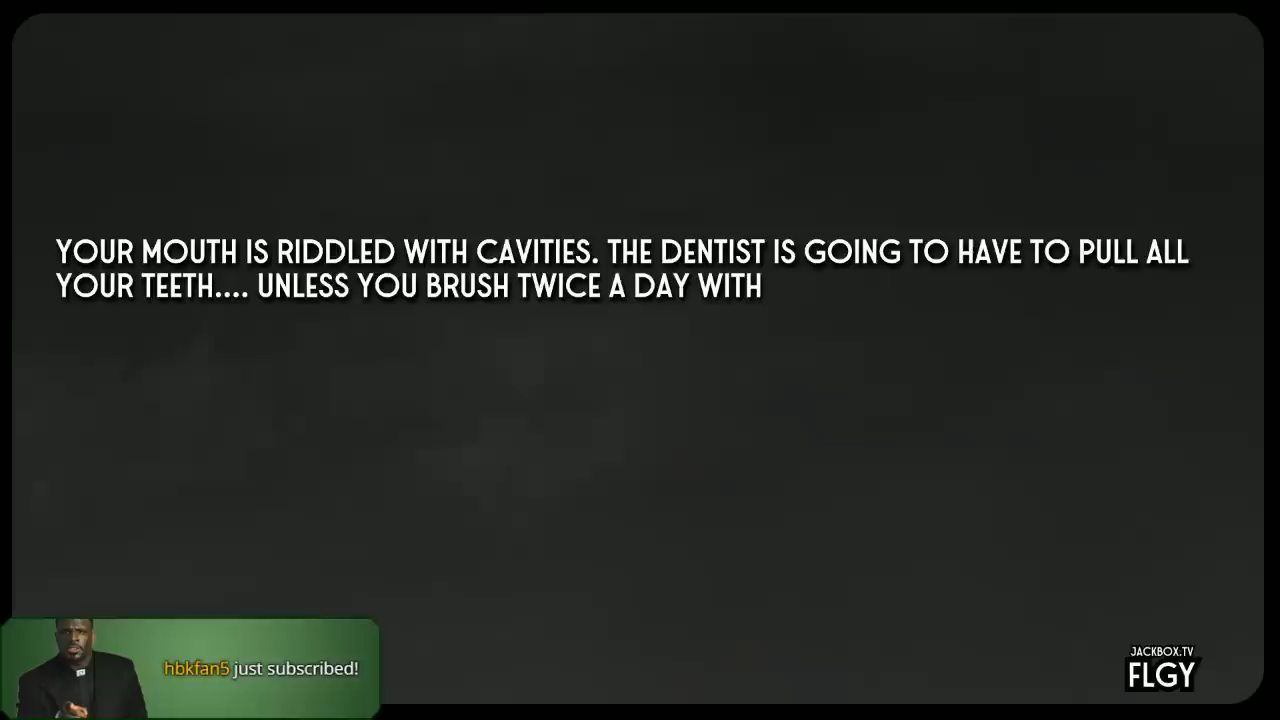 YOUR MOUTH IS RIDDLED WITH CAVITIES. THE DENTIST IS GOING TO HAVE TO PULL ALL
YOUR TEETH.... UNLESS YOU BRUSH TWICE A DAY WITH
hbkfan5 just subscribed!
JACKBOX.TV
FLGY